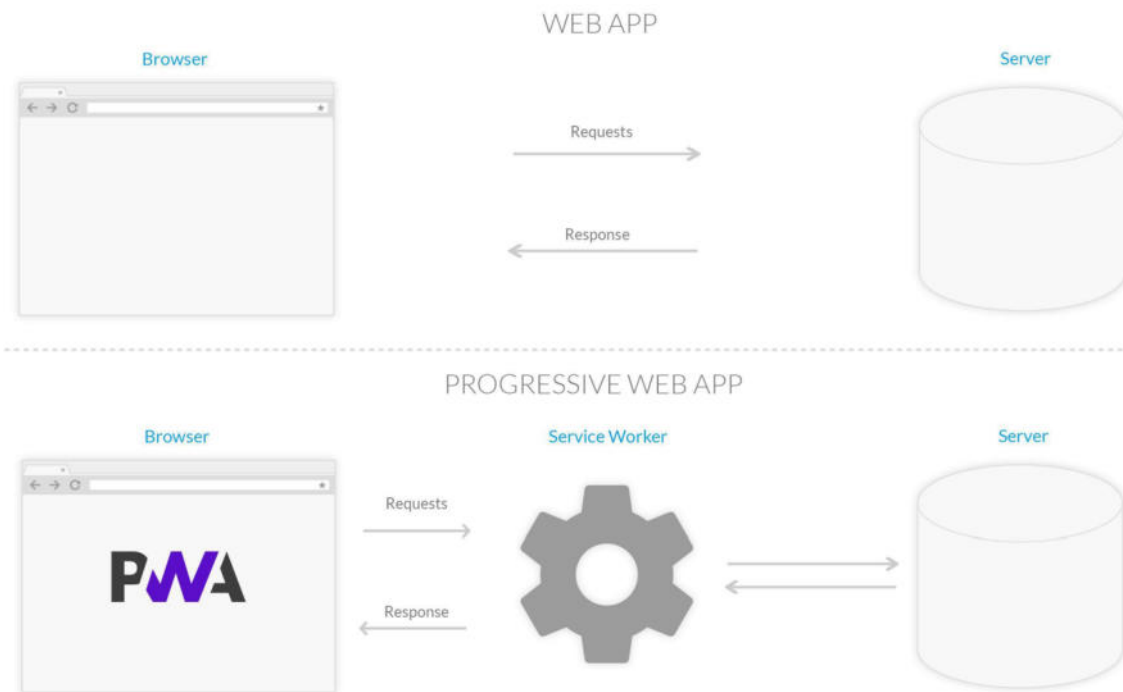 WEB APP
Browser
Server
Requests
Response
PROGRESSIVE WEB APP
Browser
Service Worker
Server
Requests
PWA
Response